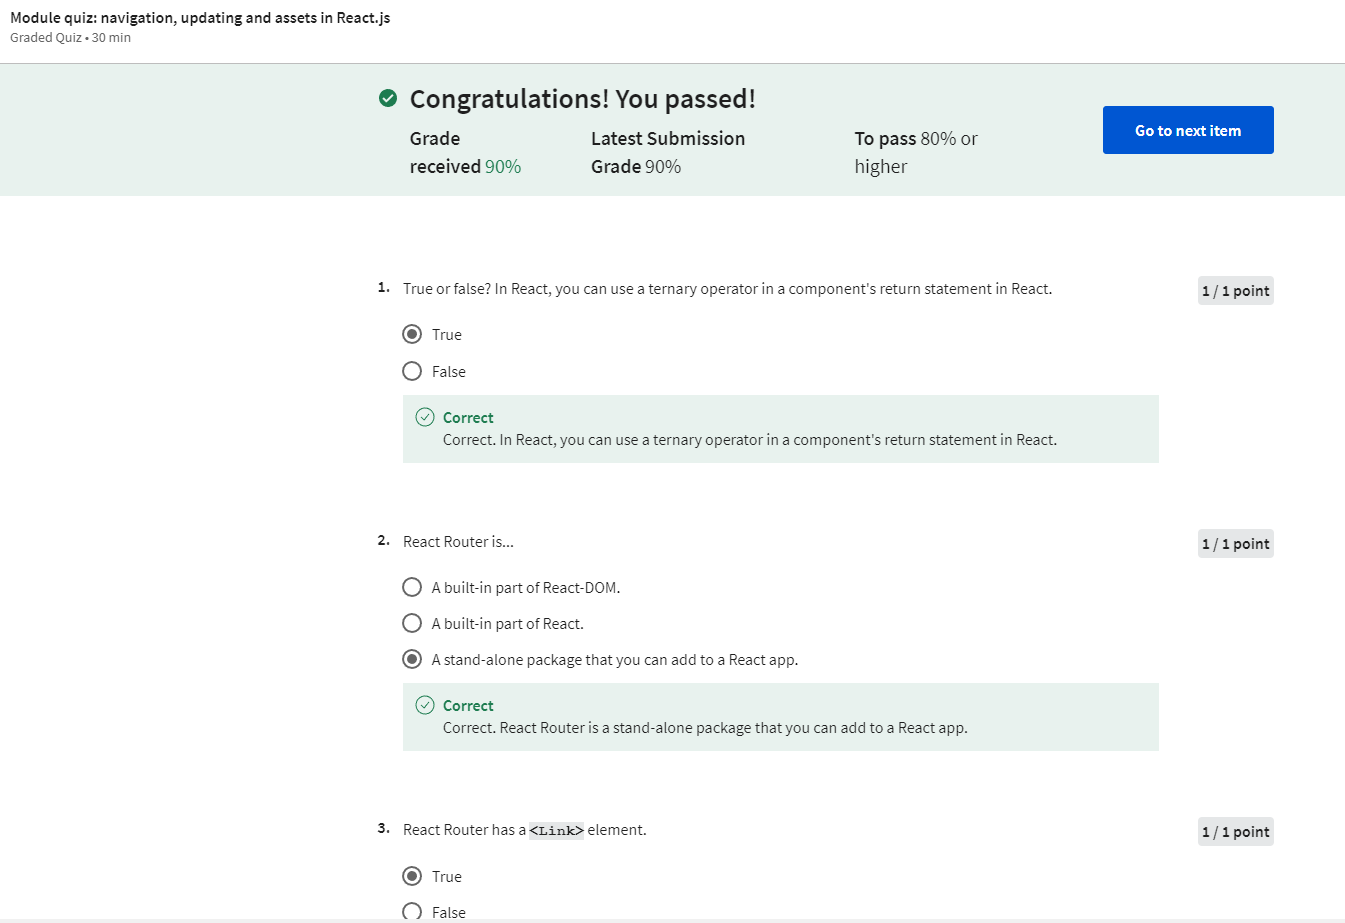 Module quiz: navigation, updating and assets in React.js
Graded Quiz • 30 min
Congratulations! You passed!
Grade received 90%
Latest Submission Grade 90%
To pass 80% or higher
Go to next item
1. True or false? In React, you can use a ternary operator in a component's return statement in React.
1 / 1 point
True
False
Correct
Correct. In React, you can use a ternary operator in a component's return statement in React.
2. React Router is...
1 / 1 point
A built-in part of React-DOM.
A built-in part of React.
A stand-alone package that you can add to a React app.
Correct
Correct. React Router is a stand-alone package that you can add to a React app.
3. React Router has a <Link> element.
1 / 1 point
True
False